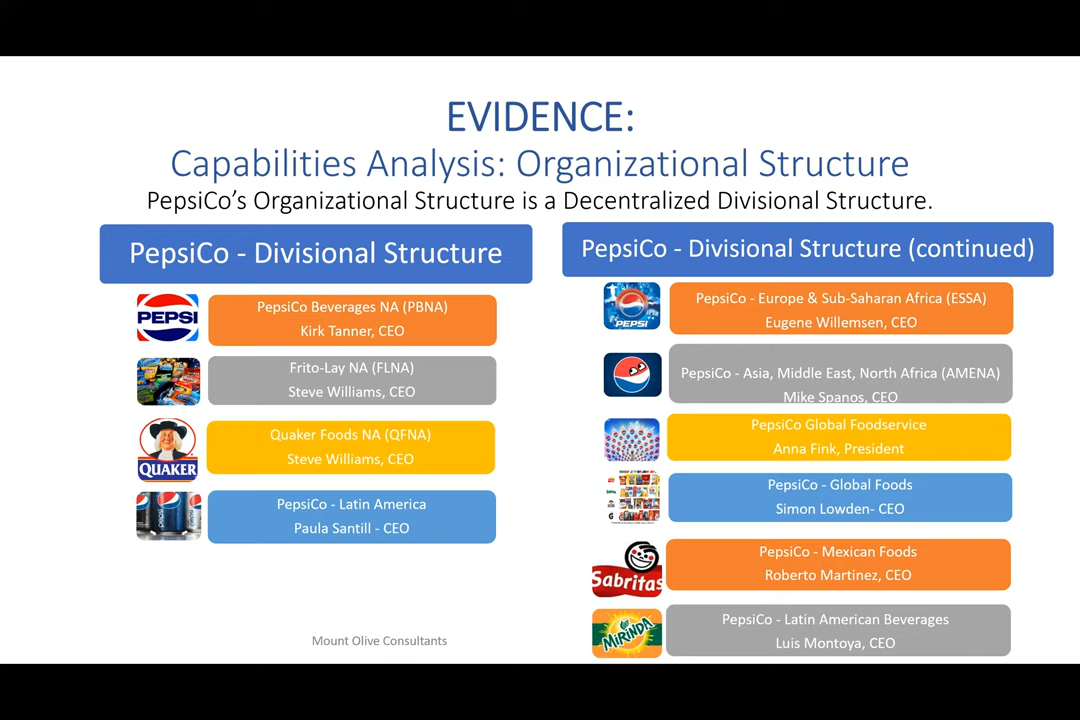 EVIDENCE:
Capabilities Analysis: Organizational Structure
PepsiCo’s Organizational Structure is a Decentralized Divisional Structure.
PepsiCo - Divisional Structure
PEPSI
PepsiCo Beverages NA (PBNA)
Kirk Tanner, CEO
Frito-Lay NA (FLNA)
Steve Williams, CEO
QUAKER
Quaker Foods NA (QFNA)
Steve Williams, CEO
pepsi
PepsiCo - Latin America
Paula Santill - CEO
PepsiCo - Divisional Structure (continued)
PEPSI
PepsiCo - Europe & Sub-Saharan Africa (ESSA)
Eugene Willemsen, CEO
PepsiCo - Asia, Middle East, North Africa (AMENA)
Mike Spanos, CEO
PepsiCo Global Foodservice
Anna Fink, President
PepsiCo - Global Foods
Simon Lowden- CEO
Sabritas
PepsiCo - Mexican Foods
Roberto Martinez, CEO
MiRiNDA
PepsiCo - Latin American Beverages
Luis Montoya, CEO
Mount Olive Consultants